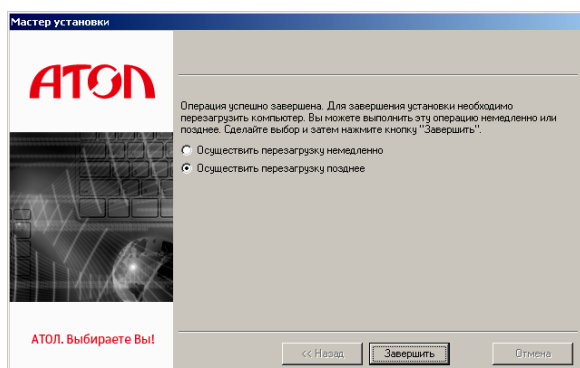 Мастер установки
АТОЛ
Операция успешно завершена. Для завершения установки необходимо
перезагрузить компьютер. Вы можете выполнить эту операцию немедленно или
позднее. Сделайте выбор и затем нажмите кнопку "Завершить".
Осуществить перезагрузку немедленно
Осуществить перезагрузку позднее
АТОЛ. Выбираете Вы!
<< Назад
Завершить
Отмена